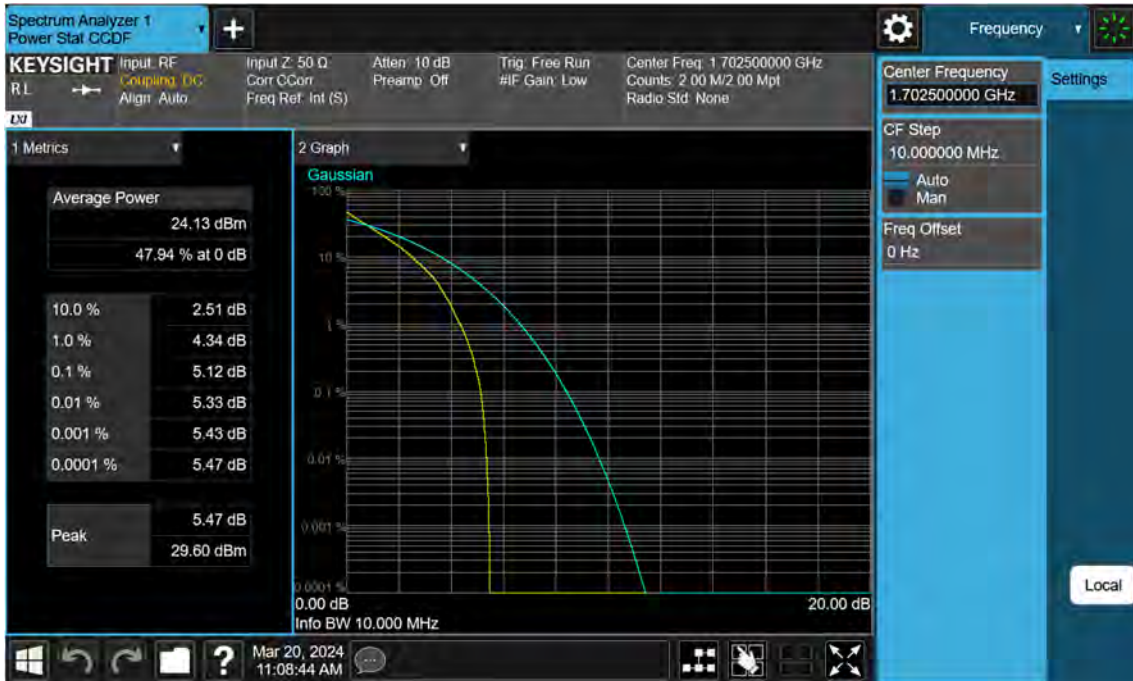 Spectrum Analyzer 1
Power Stat CCDF
Frequency
KEYSIGHT
RL
LXI
Input: RF
Coupling: DC
Align: Auto
Input Z: 50 Ω
Corr CCorr
Freq Ref: Int (S)
Atten: 10 dB
Preamp: Off
Trig: Free Run
#IF Gain: Low
Center Freq: 1.702500000 GHz
Counts: 2.00 M/2.00 Mpt
Radio Std: None
Center Frequency
1.702500000 GHz
Settings
CF Step
10.000000 MHz
Auto
Man
Freq Offset
0 Hz
Local
1 Metrics
Average Power
24.13 dBm
47.94 % at 0 dB
10.0 % 2.51 dB
1.0 % 4.34 dB
0.1 % 5.12 dB
0.01 % 5.33 dB
0.001 % 5.43 dB
0.0001 % 5.47 dB
Peak
5.47 dB
29.60 dBm
2 Graph
Gaussian
100 %
10 %
1 %
0.1 %
0.01 %
0.001 %
0.0001 %
0.00 dB 20.00 dB
Info BW 10.000 MHz
?
Mar 20, 2024
11:08:44 AM